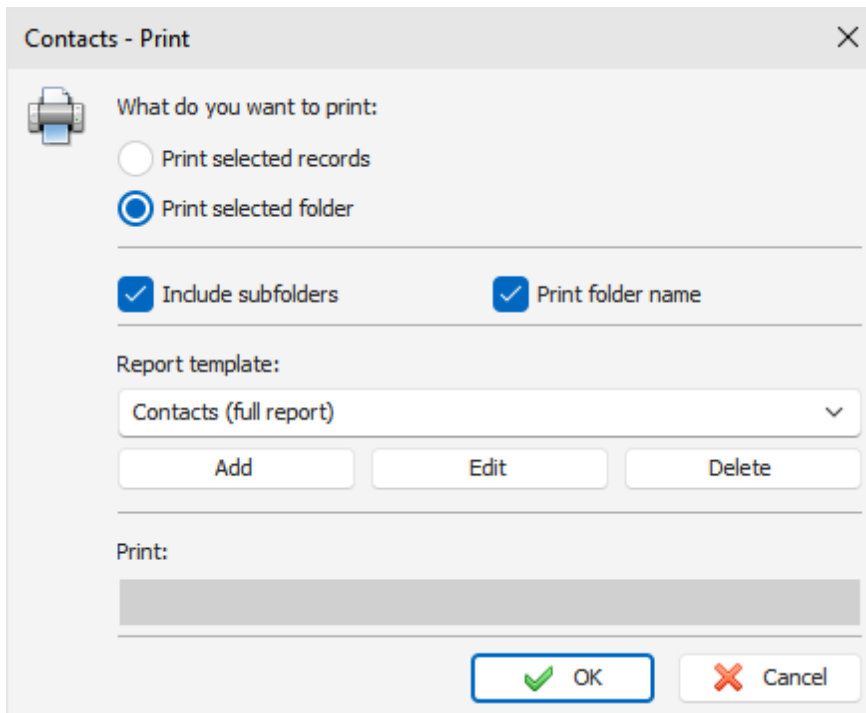 Contacts - Print
What do you want to print:
Print selected records
Print selected folder
Include subfolders Print folder name
Report template:
Contacts (full report)
Add Edit Delete
Print:
OK Cancel